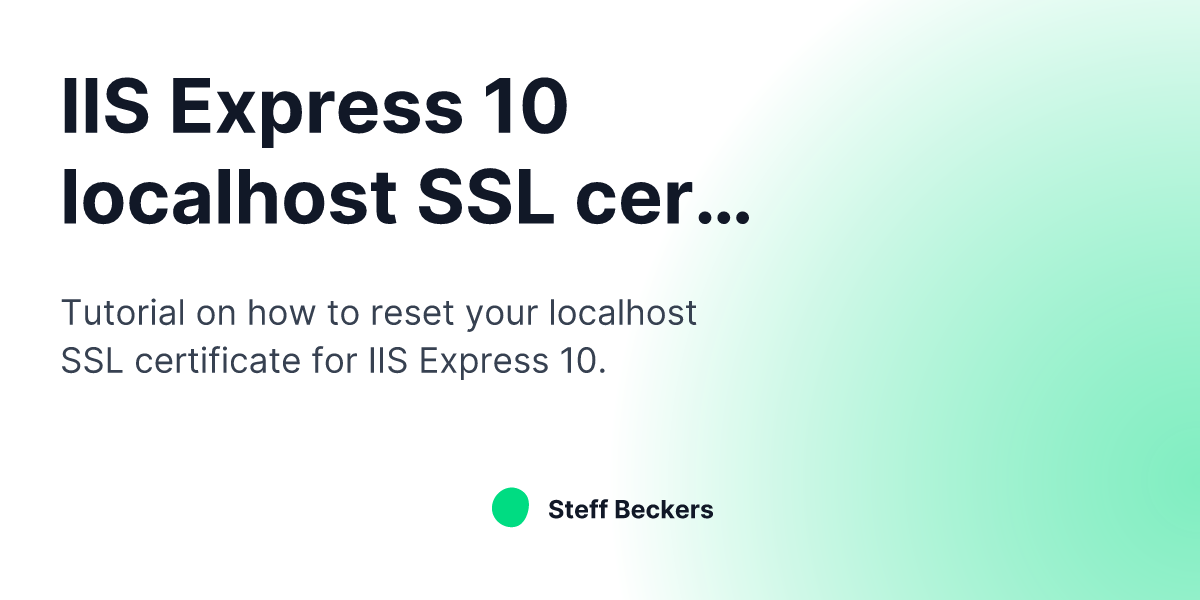 IIS Express 10
localhost SSL cer...
Tutorial on how to reset your localhost
SSL certificate for IIS Express 10.
Steff Beckers